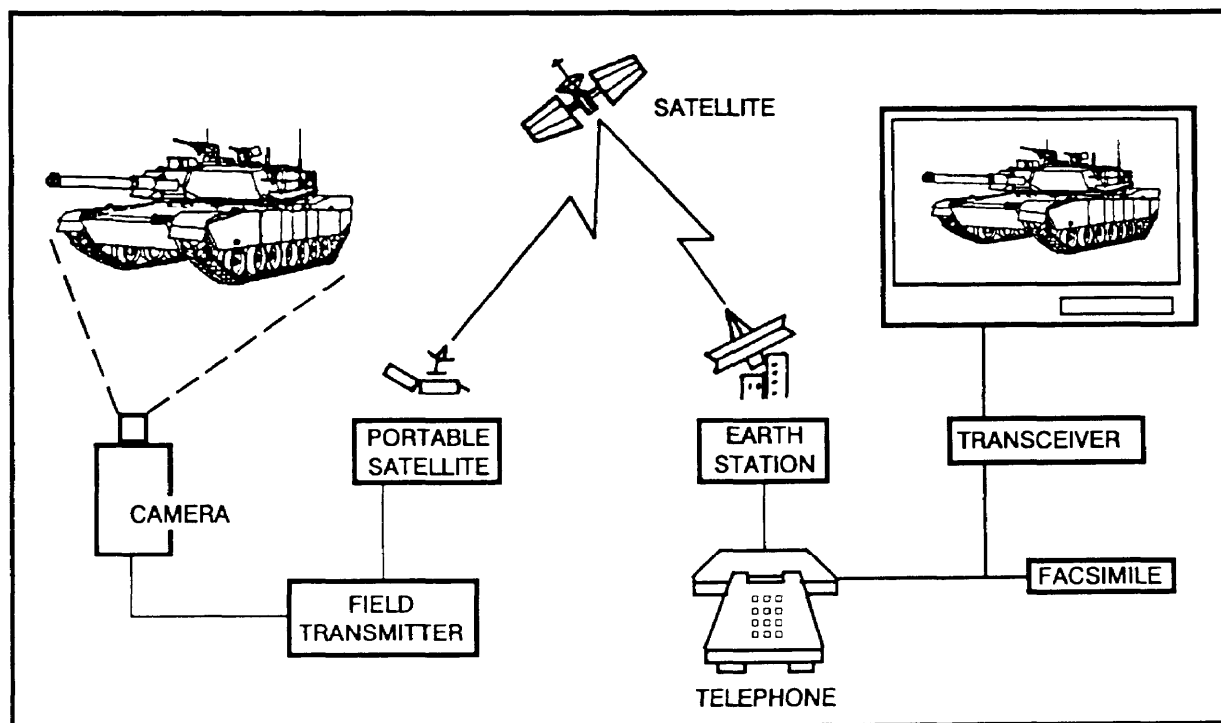 SATELLITE
PORTABLE
SATELLITE
EARTH
STATION
TRANSCEIVER
CAMERA
FIELD
TRANSMITTER
FACSIMILE
TELEPHONE